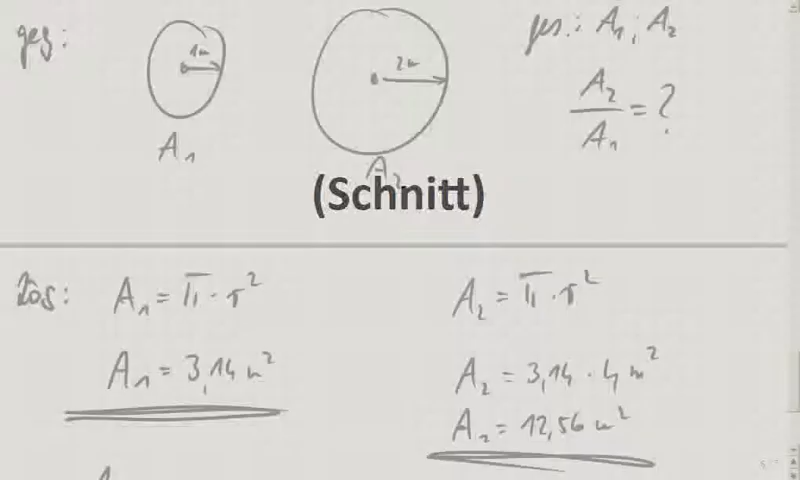 geg:
1m
2m
ges.: A₁; A₂
A₂
A₁
= ?
A₁
A₂
(Schnitt)
Lös:
A₁ = π · r²
A₂ = π · r²
A₁ = 3,14 m²
A₂ = 3,14 · 4 m²
A₂ = 12,56 m²